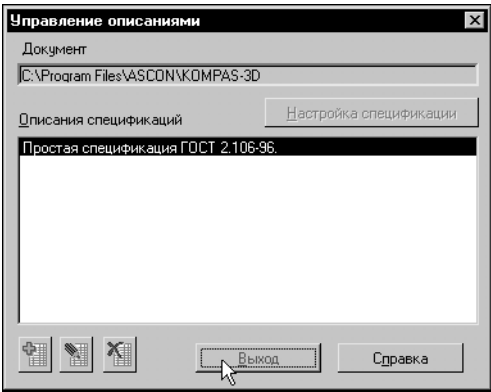 Управление описаниями
Документ
C:\Program Files\ASCON\KOMPAS-3D
Описания спецификаций
Настройка спецификации
Простая спецификация ГОСТ 2.106-96.
Выход
Справка